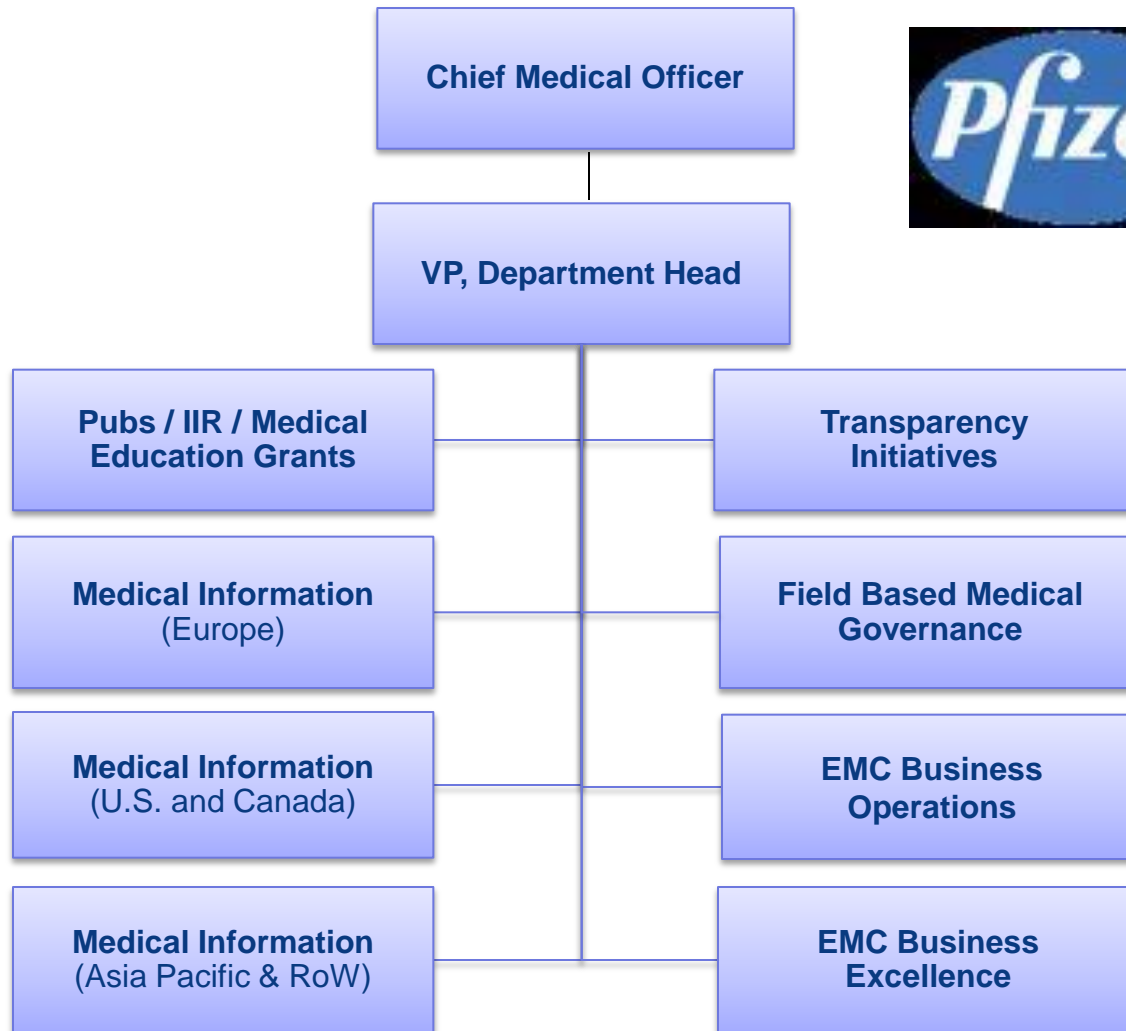 Chief Medical Officer
Pfize
VP, Department Head
Pubs / IIR / Medical
Education Grants
Transparency
Initiatives
Medical Information
(Europe)
Field Based Medical
Governance
Medical Information
(U.S. and Canada)
EMC Business
Operations
Medical Information
(Asia Pacific & RoW)
EMC Business
Excellence